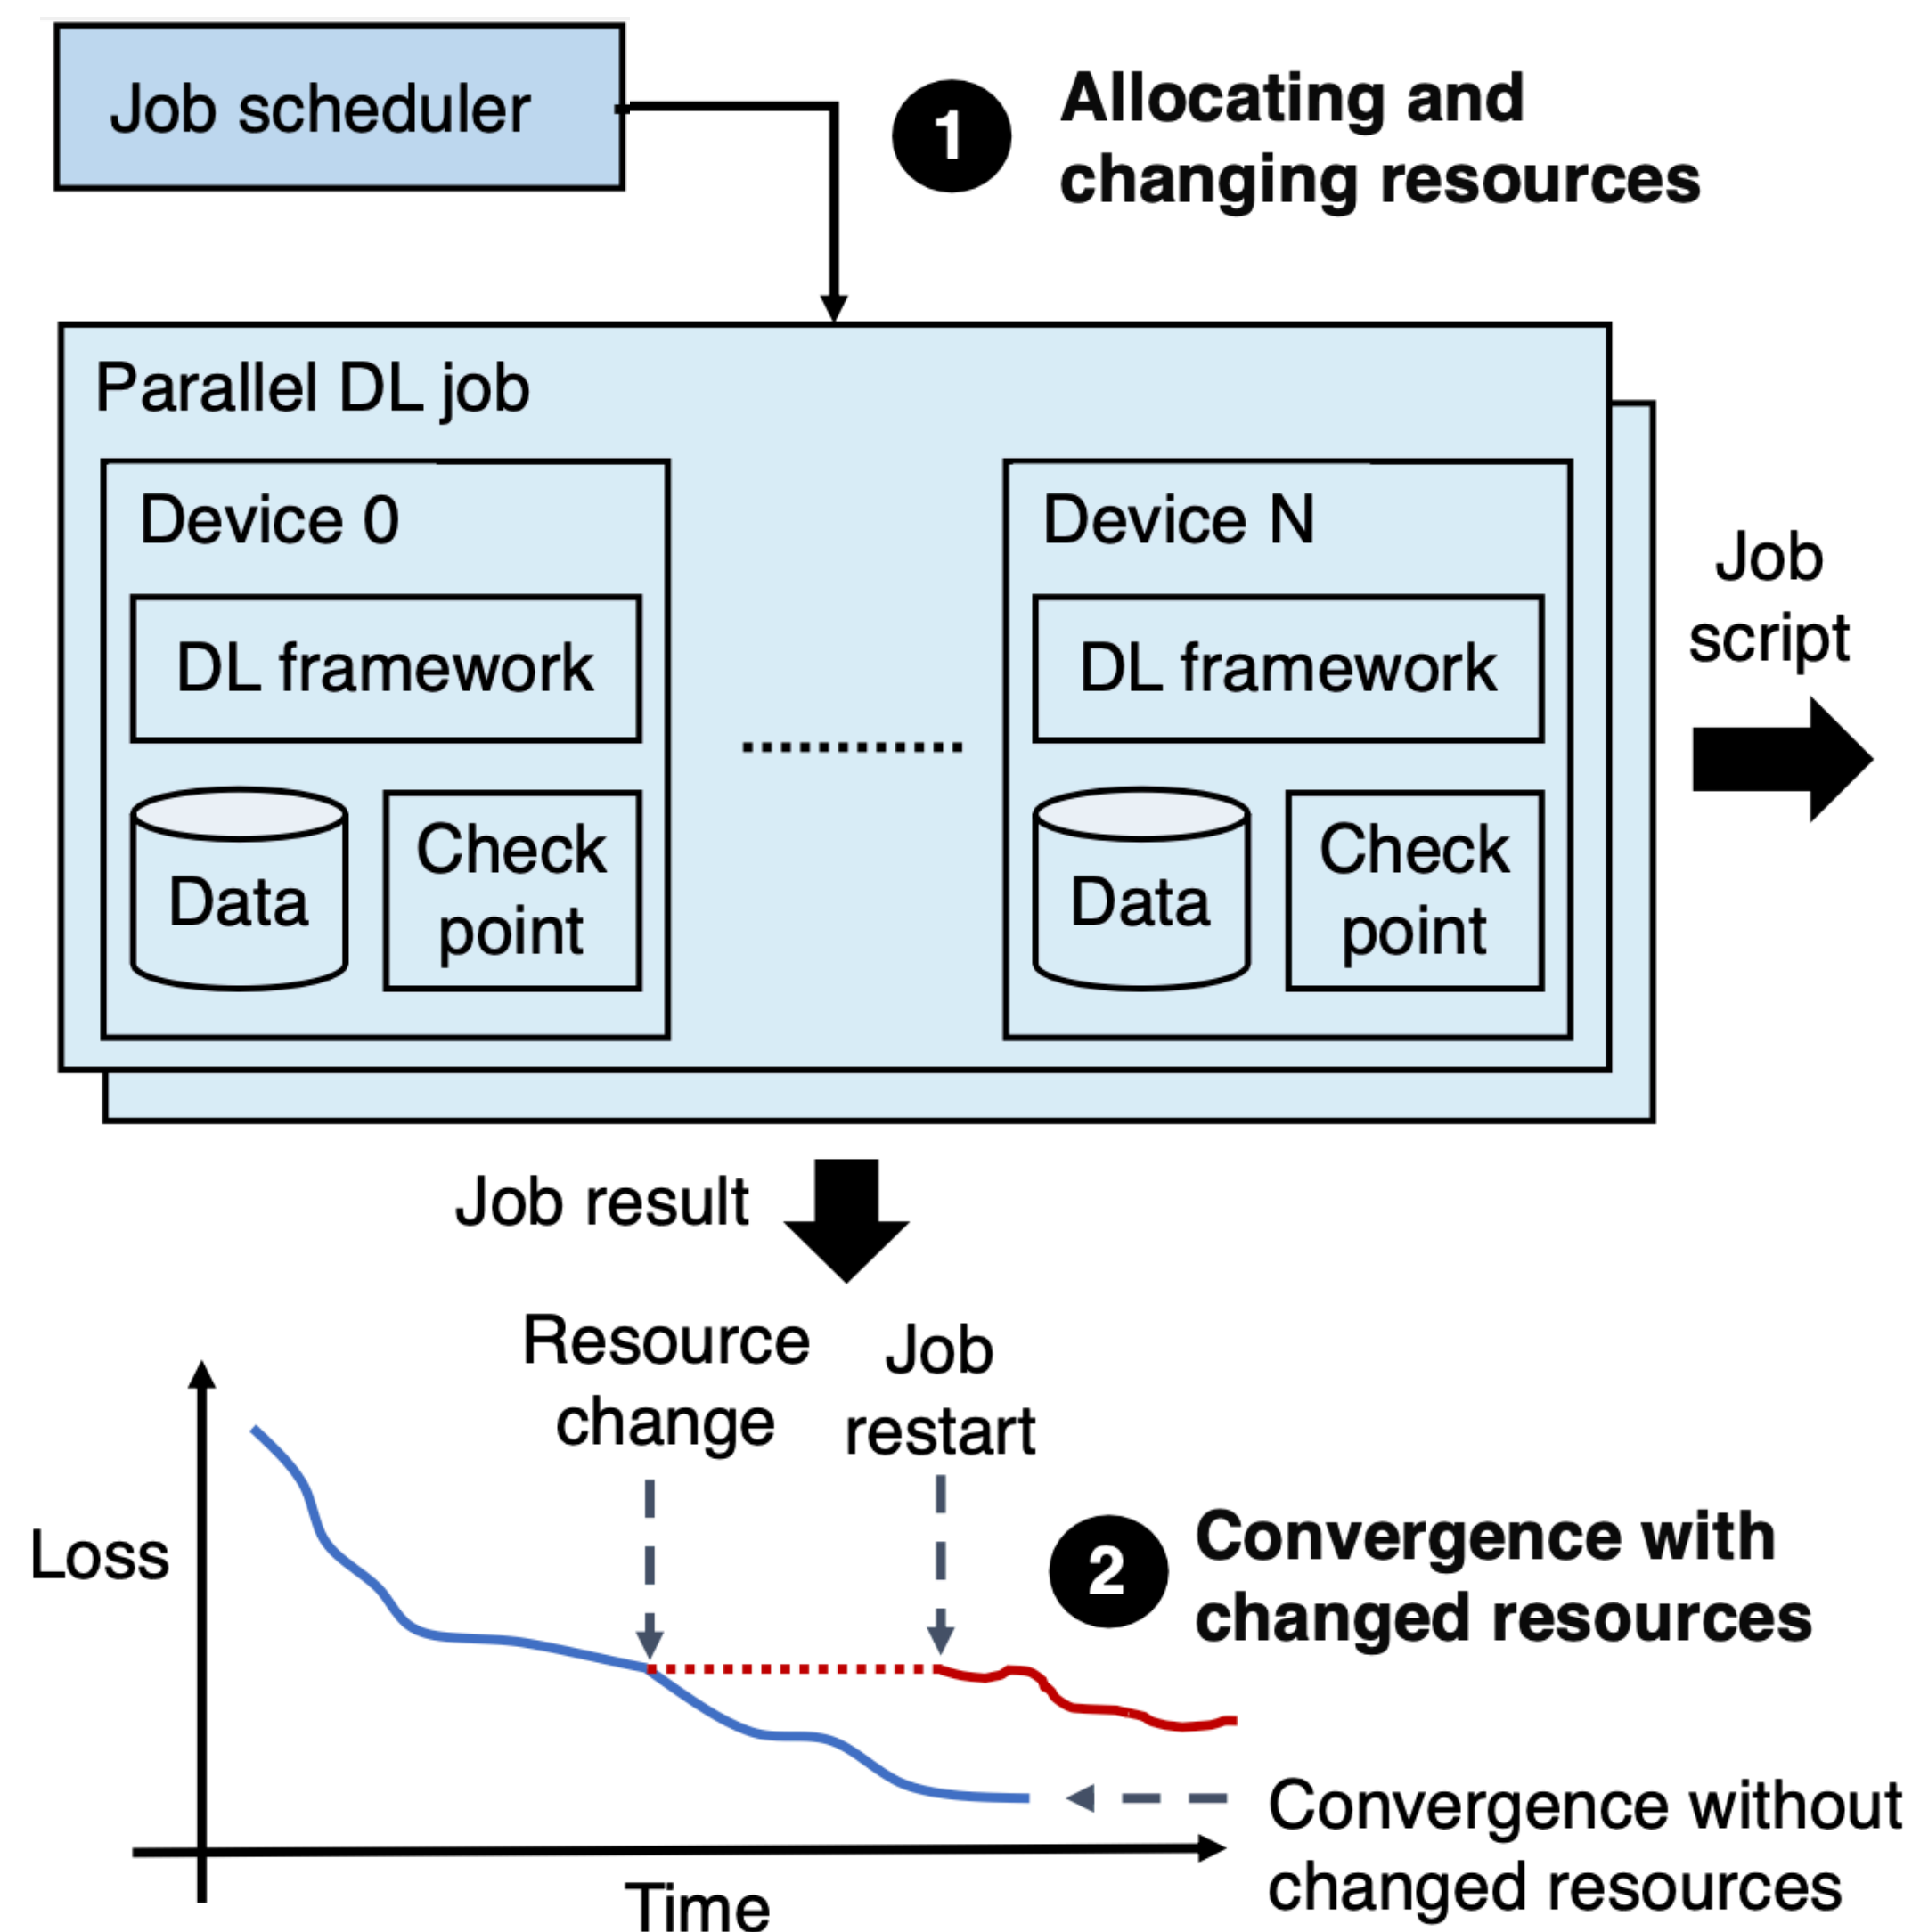 Job scheduler
1
Allocating and
changing resources
Parallel DL job
Device 0
DL framework
Data
Check
point
Device N
DL framework
Data
Check
point
Job
script
Job result
Resource
change
Job
restart
Loss
2
Convergence with
changed resources
Convergence without
changed resources
Time